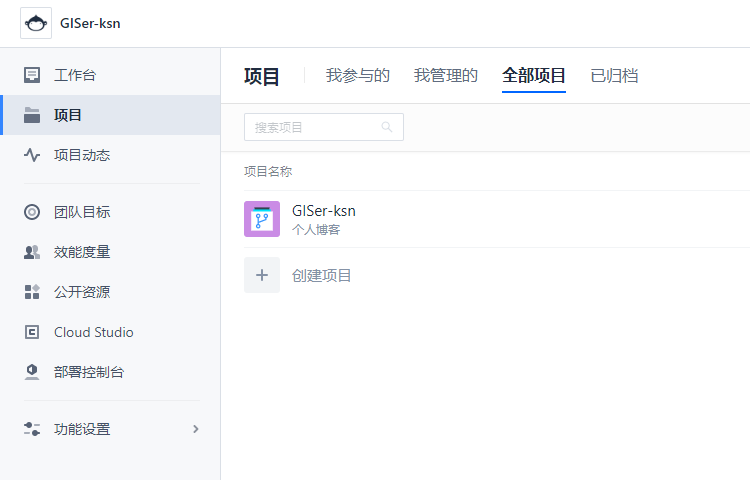 GISer-ksn
工作台
项目
项目动态
团队目标
效能度量
公开资源
Cloud Studio
部署控制台
功能设置
项目 我参与的 我管理的 全部项目 已归档
搜索项目
项目名称
GISer-ksn
个人博客
创建项目